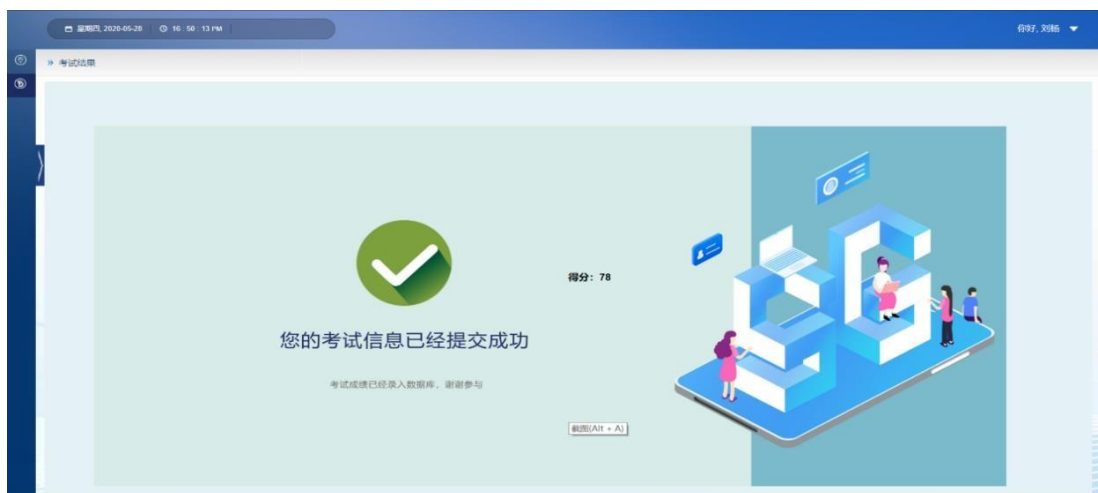 星期四, 2020-05-28
16 : 50 : 13 PM
你好, 刘杨
考试结果
得分: 78
您的考试信息已经提交成功
考试成绩已经录入数据库、谢谢参与
截图(Alt + A)
5G